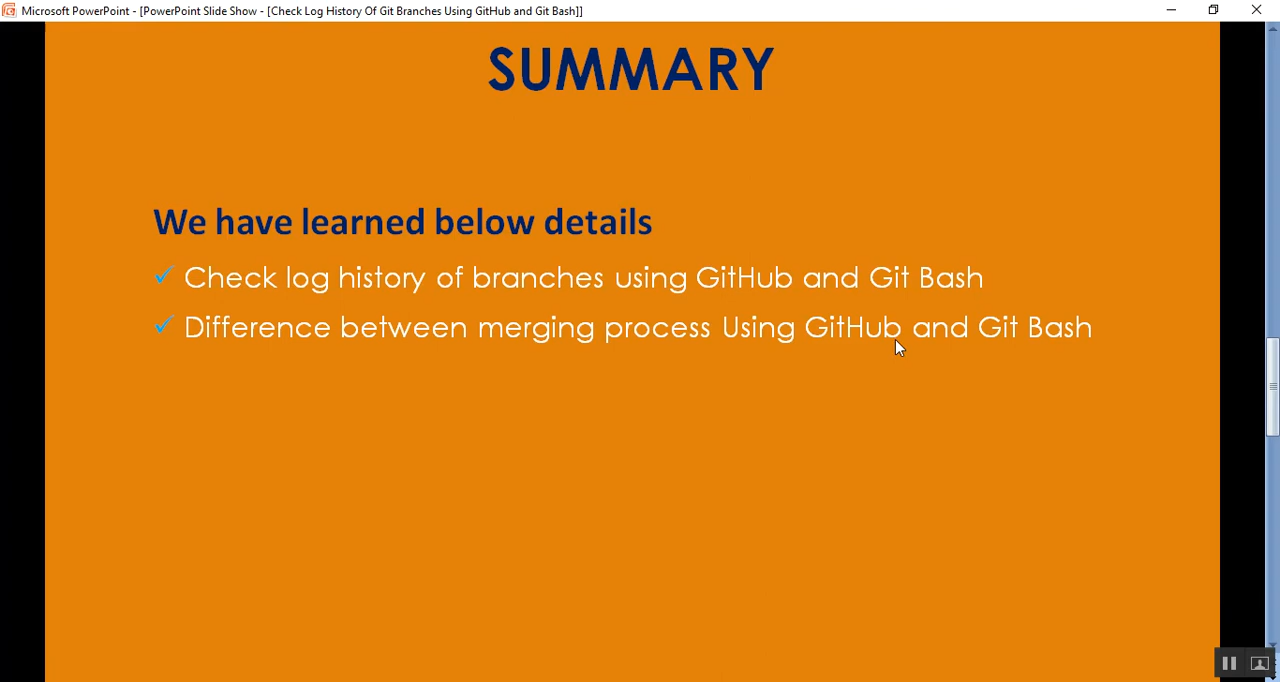 Microsoft PowerPoint - [PowerPoint Slide Show - [Check Log History Of Git Branches Using GitHub and Git Bash]]
SUMMARY
We have learned below details
✓ Check log history of branches using GitHub and Git Bash
✓ Difference between merging process Using GitHub and Git Bash